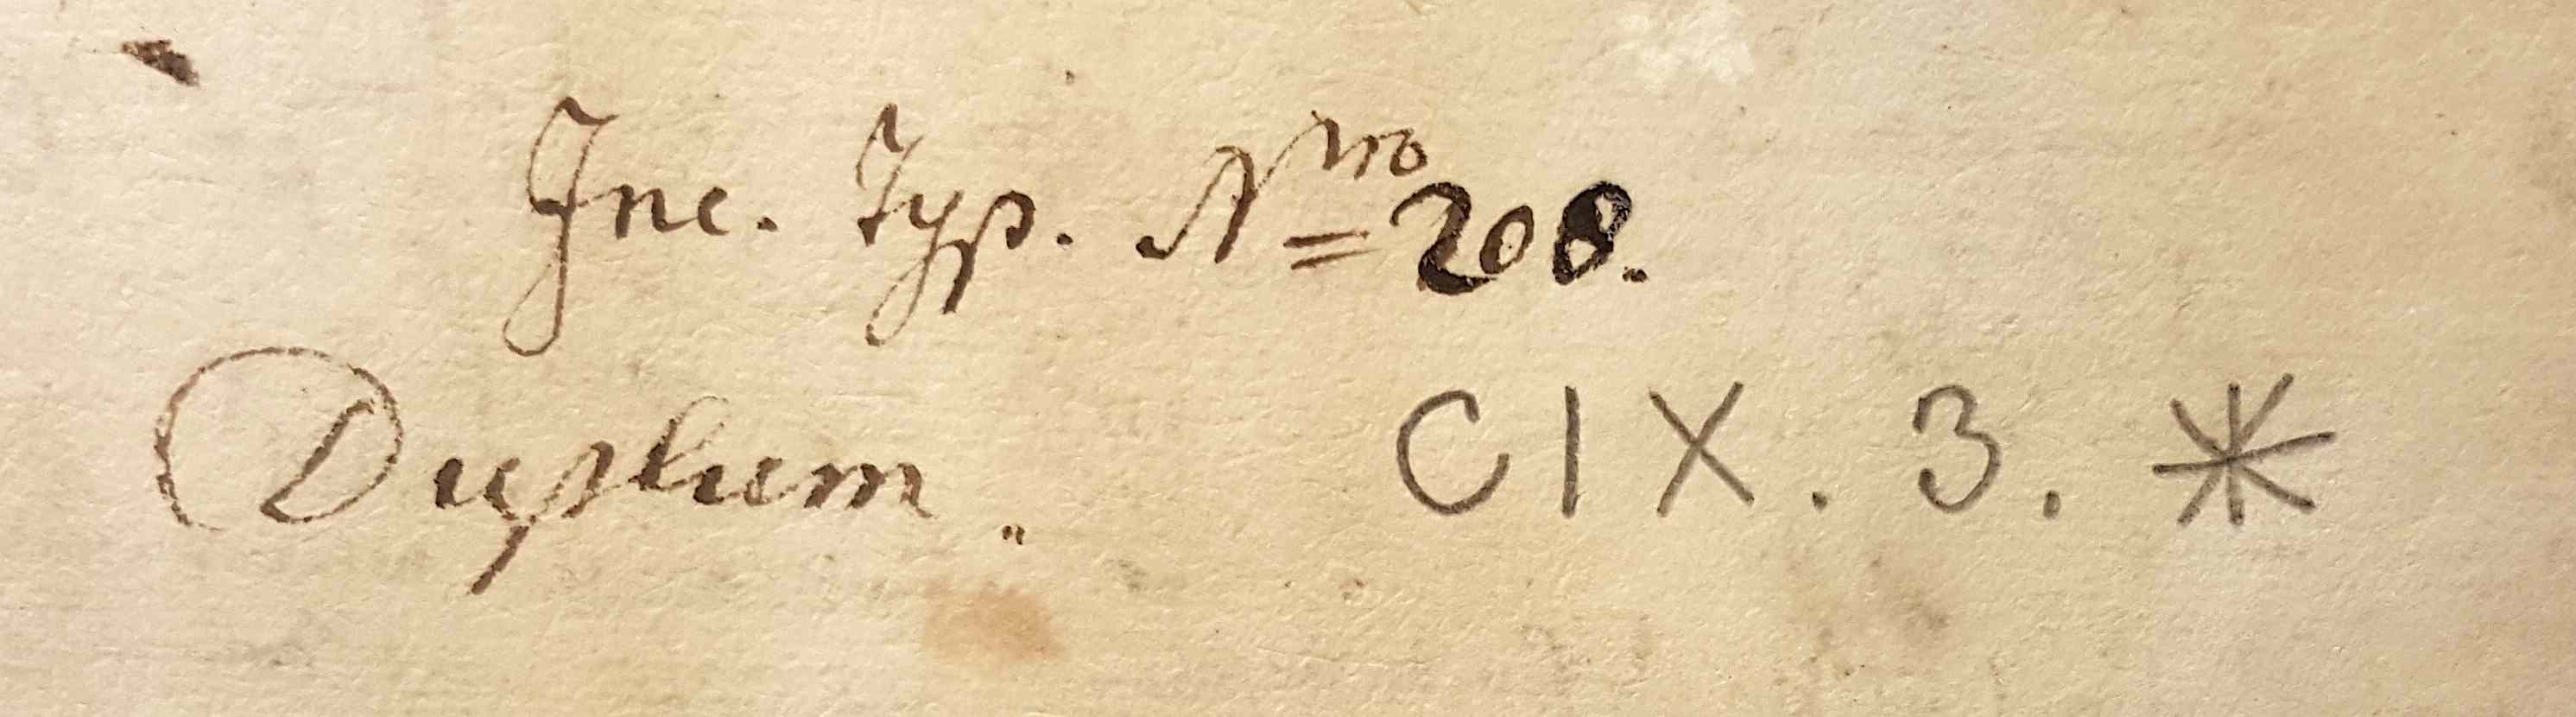 Inc. Typ. Nro 208.
Duplum. CIX. 3. *